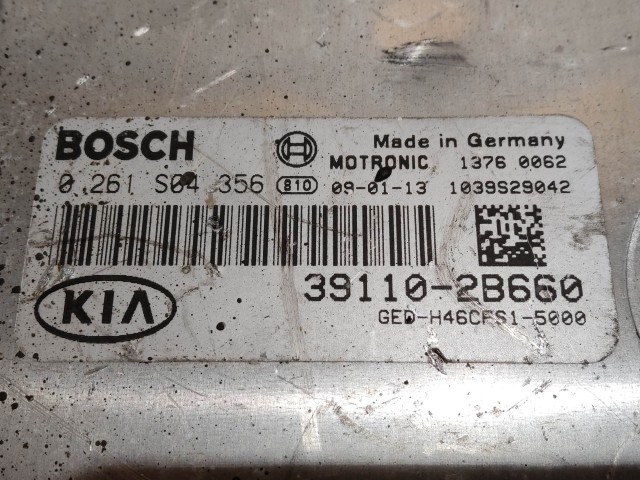 BOSCH Made in Germany
MOTRONIC 1376 0062
0 261 S04 356 810 09-01-13 1039S29042
39110-2B660
KIA
GED-H46CFS1-5000